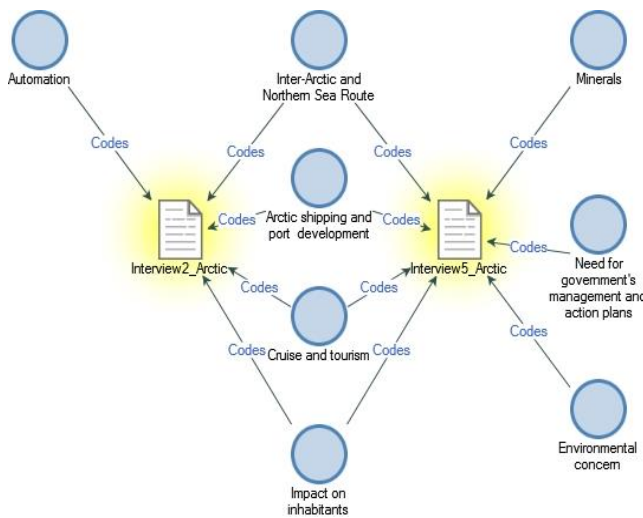 Automation
Inter-Arctic and
Northern Sea Route
Minerals
Codes
Codes
Codes
Codes
Codes
Arctic shipping and
port development
Codes
Codes
Interview2_Arctic
Interview5_Arctic
Need for
government's
management and
action plans
Codes
Codes
Cruise and tourism
Codes
Codes
Codes
Environmental
concern
Impact on
inhabitants